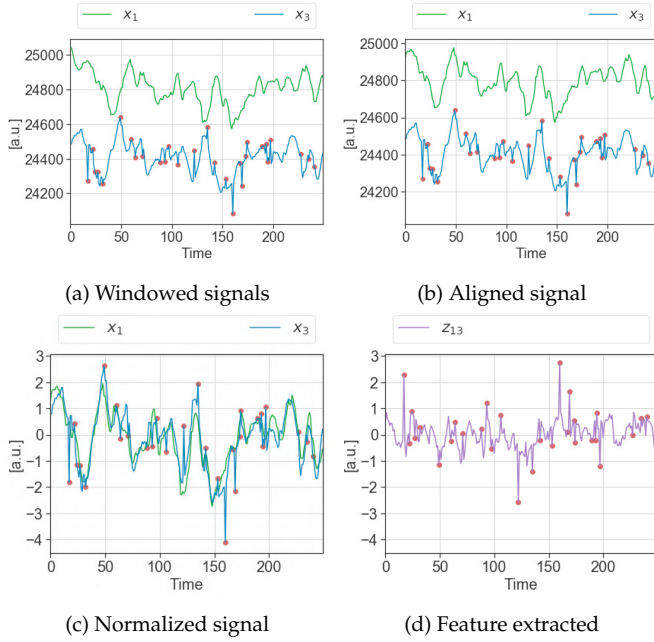 x₁ x₃ x₁ x₃
25000
24800
24600
24400
24200
[a.u.]
0 50 100 150 200
Time
25000
24800
24600
24400
24200
[a.u.]
0 50 100 150 200
Time
(a) Windowed signals (b) Aligned signal
x₁ x₃ z₁₃
3
2
1
0
−1
−2
−3
−4
[a.u.]
0 50 100 150 200
Time
3
2
1
0
−1
−2
−3
−4
[a.u.]
0 50 100 150 200
Time
(c) Normalized signal (d) Feature extracted